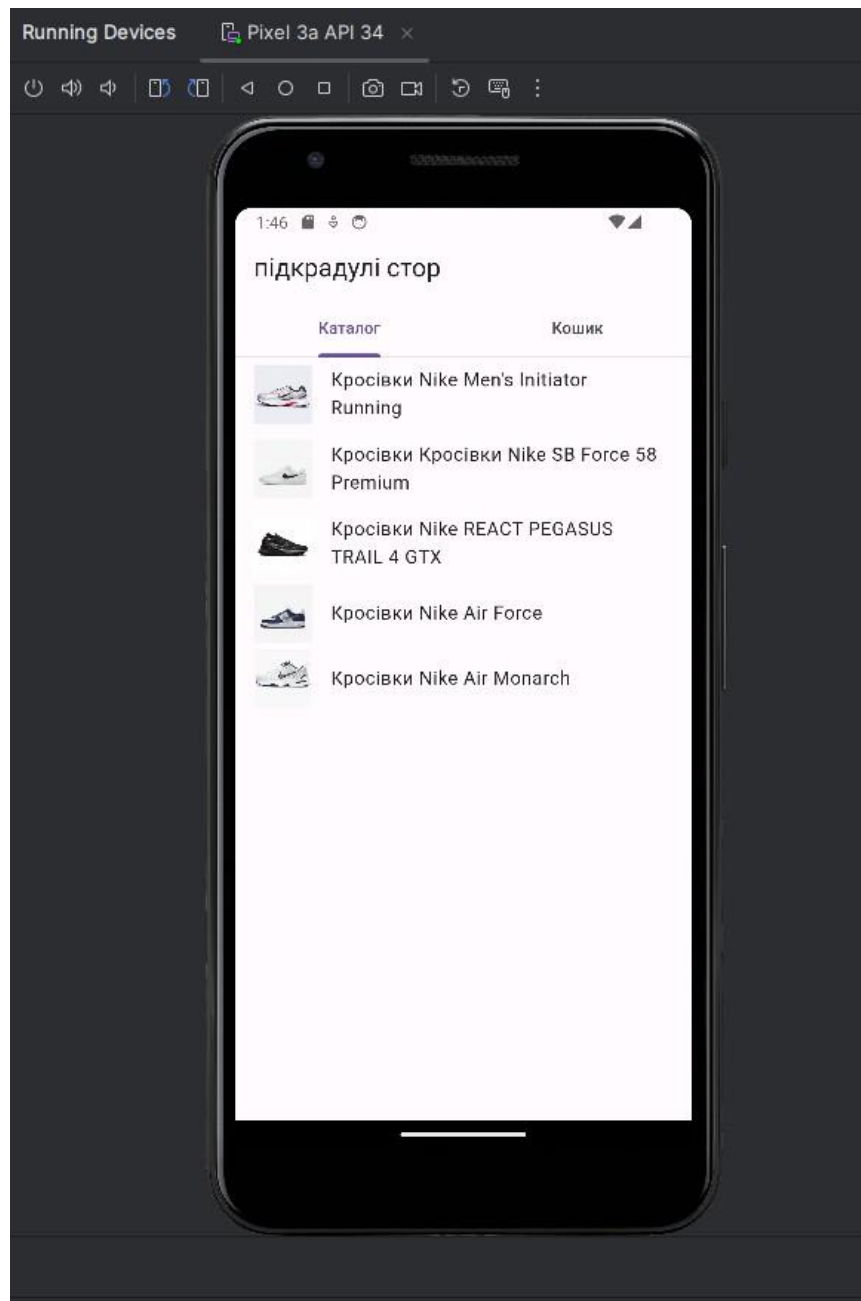 Running Devices
Pixel 3a API 34
1:46
підкрадулі стор
Каталог
Кошик
Кросівки Nike Men's Initiator
Running
Кросівки Кросівки Nike SB Force 58
Premium
Кросівки Nike REACT PEGASUS
TRAIL 4 GTX
Кросівки Nike Air Force
Кросівки Nike Air Monarch